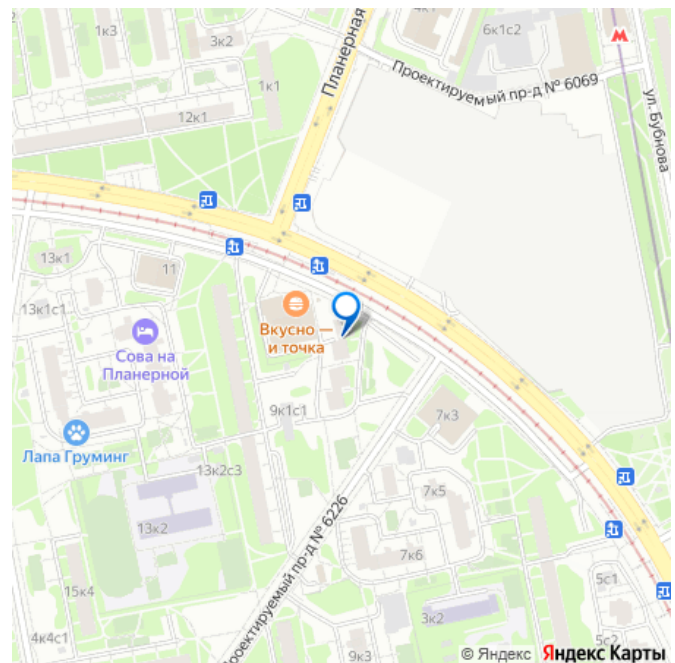 1к3
3к2
4к1
6к1с2
Планерная
Проектируемый пр-д № 6069
ул. Бубнова
1к1
12к1
13к1
11
13к1с1
Вкусно —
и точка
Сова на
Планерной
9к1с1
7к3
Лапа Груминг
13к2с3
7к5
13к2
7к6
роектируемый пр-д № 6226
15к4
5с1
3к2
4к4с1
9к3
5с2
© Яндекс Яндекс Карты